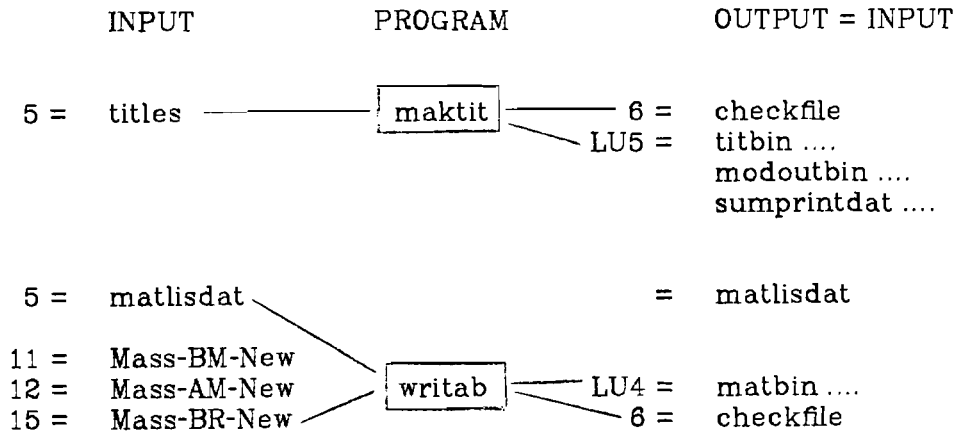 INPUT PROGRAM OUTPUT = INPUT
5 = titles maktit 6 = checkfile
LU5 = titbin ....
modoutbin ....
sumprintdat ....
5 = matlisdat = matlisdat
11 = Mass-BM-New
12 = Mass-AM-New writab LU4 = matbin ....
15 = Mass-BR-New 6 = checkfile